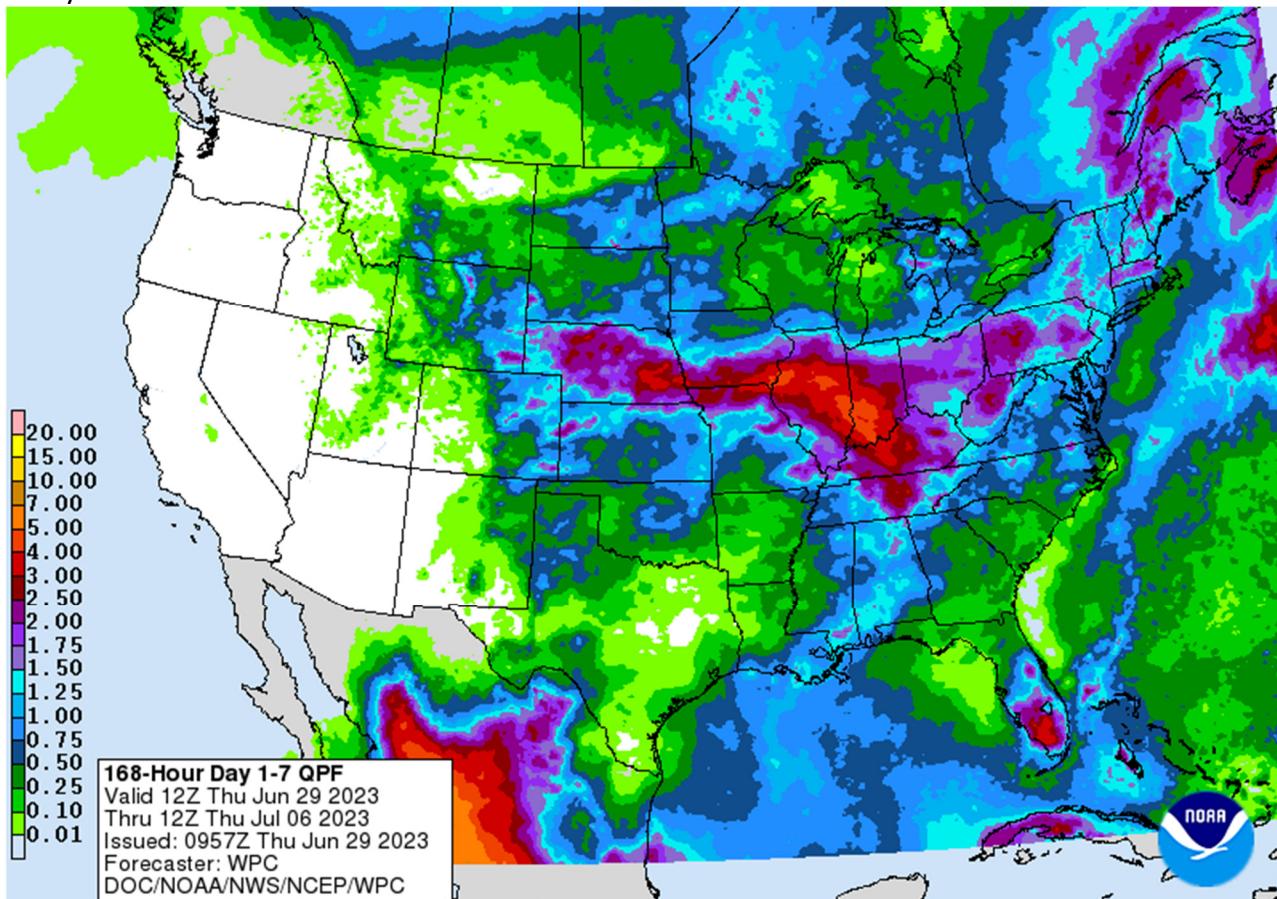 20.00
15.00
10.00
7.00
5.00
4.00
3.00
2.50
2.00
1.75
1.50
1.25
1.00
0.75
0.50
0.25
0.10
0.01
168-Hour Day 1-7 QPF
Valid 12Z Thu Jun 29 2023
Thru 12Z Thu Jul 06 2023
Issued: 0957Z Thu Jun 29 2023
Forecaster: WPC
DOC/NOAA/NWS/NCEP/WPC
NOAA